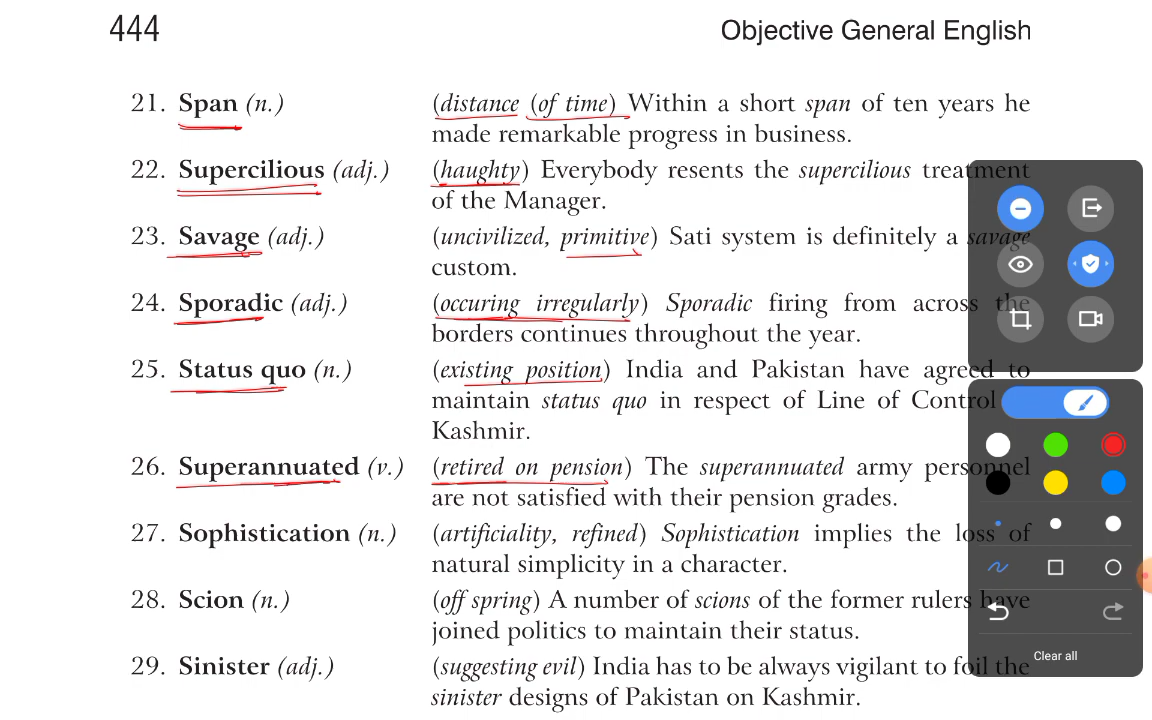 444 Objective General English
21. Span (n.) (distance (of time) Within a short span of ten years he
made remarkable progress in business.
22. Supercilious (adj.) (haughty) Everybody resents the supercilious treatment
of the Manager.
23. Savage (adj.) (uncivilized, primitive) Sati system is definitely a savage
custom.
24. Sporadic (adj.) (occuring irregularly) Sporadic firing from across the
borders continues throughout the year.
25. Status quo (n.) (existing position) India and Pakistan have agreed to
maintain status quo in respect of Line of Control
Kashmir.
26. Superannuated (v.) (retired on pension) The superannuated army personnel
are not satisfied with their pension grades.
27. Sophistication (n.) (artificiality, refined) Sophistication implies the loss of
natural simplicity in a character.
28. Scion (n.) (off spring) A number of scions of the former rulers have
joined politics to maintain their status.
29. Sinister (adj.) (suggesting evil) India has to be always vigilant to foil the
sinister designs of Pakistan on Kashmir.
Clear all